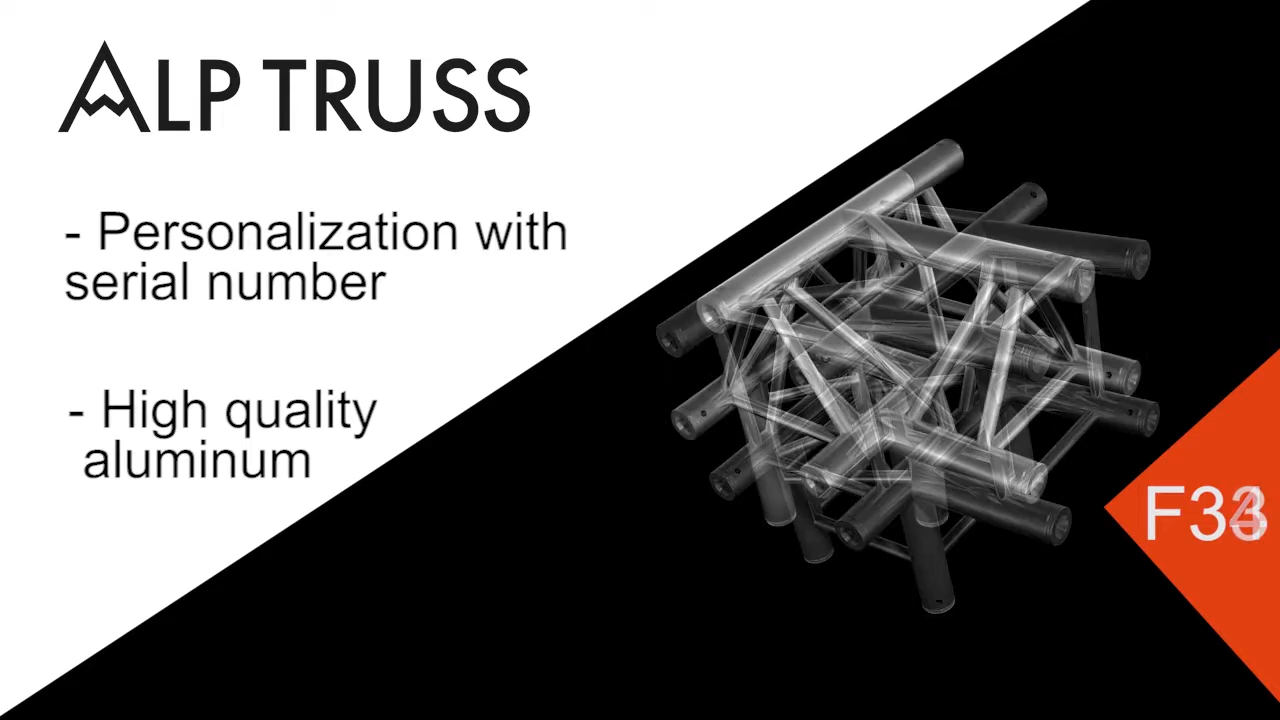 ALP TRUSS
- Personalization with
serial number
- High quality
aluminum